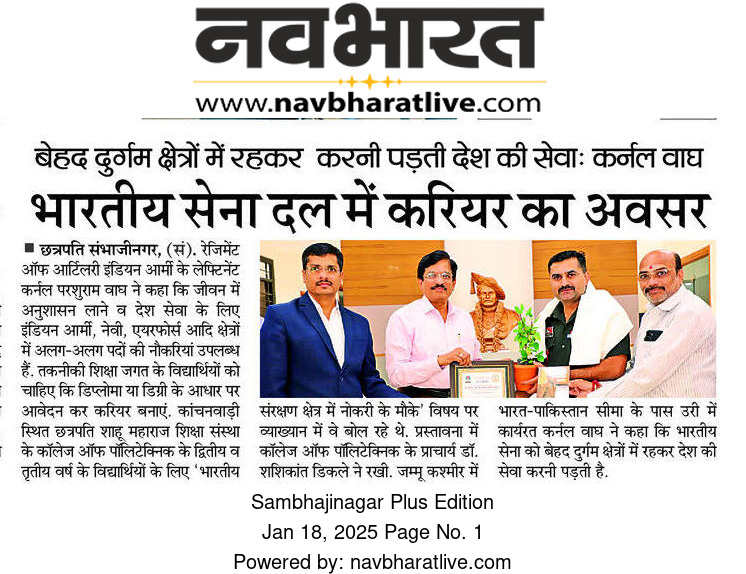 नवभारत
www.navbharatlive.com
बेहद दुर्गम क्षेत्रों में रहकर करनी पड़ती देश की सेवाः कर्नल वाघ
भारतीय सेना दल में करियर का अवसर
■ छत्रपति संभाजीनगर, (सं). रेजिमेंट
ऑफ आर्टिलरी इंडियन आर्मी के लेफ्टिनेंट
कर्नल परशुराम वाघ ने कहा कि जीवन में
अनुशासन लाने व देश सेवा के लिए
इंडियन आर्मी, नेवी, एयरफोर्स आदि क्षेत्रों
में अलग-अलग पदों की नौकरियां उपलब्ध
हैं. तकनीकी शिक्षा जगत के विद्यार्थियों को
चाहिए कि डिप्लोमा या डिग्री के आधार पर
आवेदन कर करियर बनाएं. कांचनवाड़ी
स्थित छत्रपति शाहू महाराज शिक्षा संस्था
के कॉलेज ऑफ पॉलिटेक्निक के द्वितीय व
तृतीय वर्ष के विद्यार्थियों के लिए ‘भारतीय
संरक्षण क्षेत्र में नोकरी के मौके’ विषय पर
व्याख्यान में वे बोल रहे थे. प्रस्तावना में
कॉलेज ऑफ पॉलिटेक्निक के प्राचार्य डॉ.
शशिकांत डिकले ने रखी. जम्मू कश्मीर में
भारत-पाकिस्तान सीमा के पास उरी में
कार्यरत कर्नल वाघ ने कहा कि भारतीय
सेना को बेहद दुर्गम क्षेत्रों में रहकर देश की
सेवा करनी पड़ती है.
Sambhajinagar Plus Edition
Jan 18, 2025 Page No. 1
Powered by: navbharatlive.com